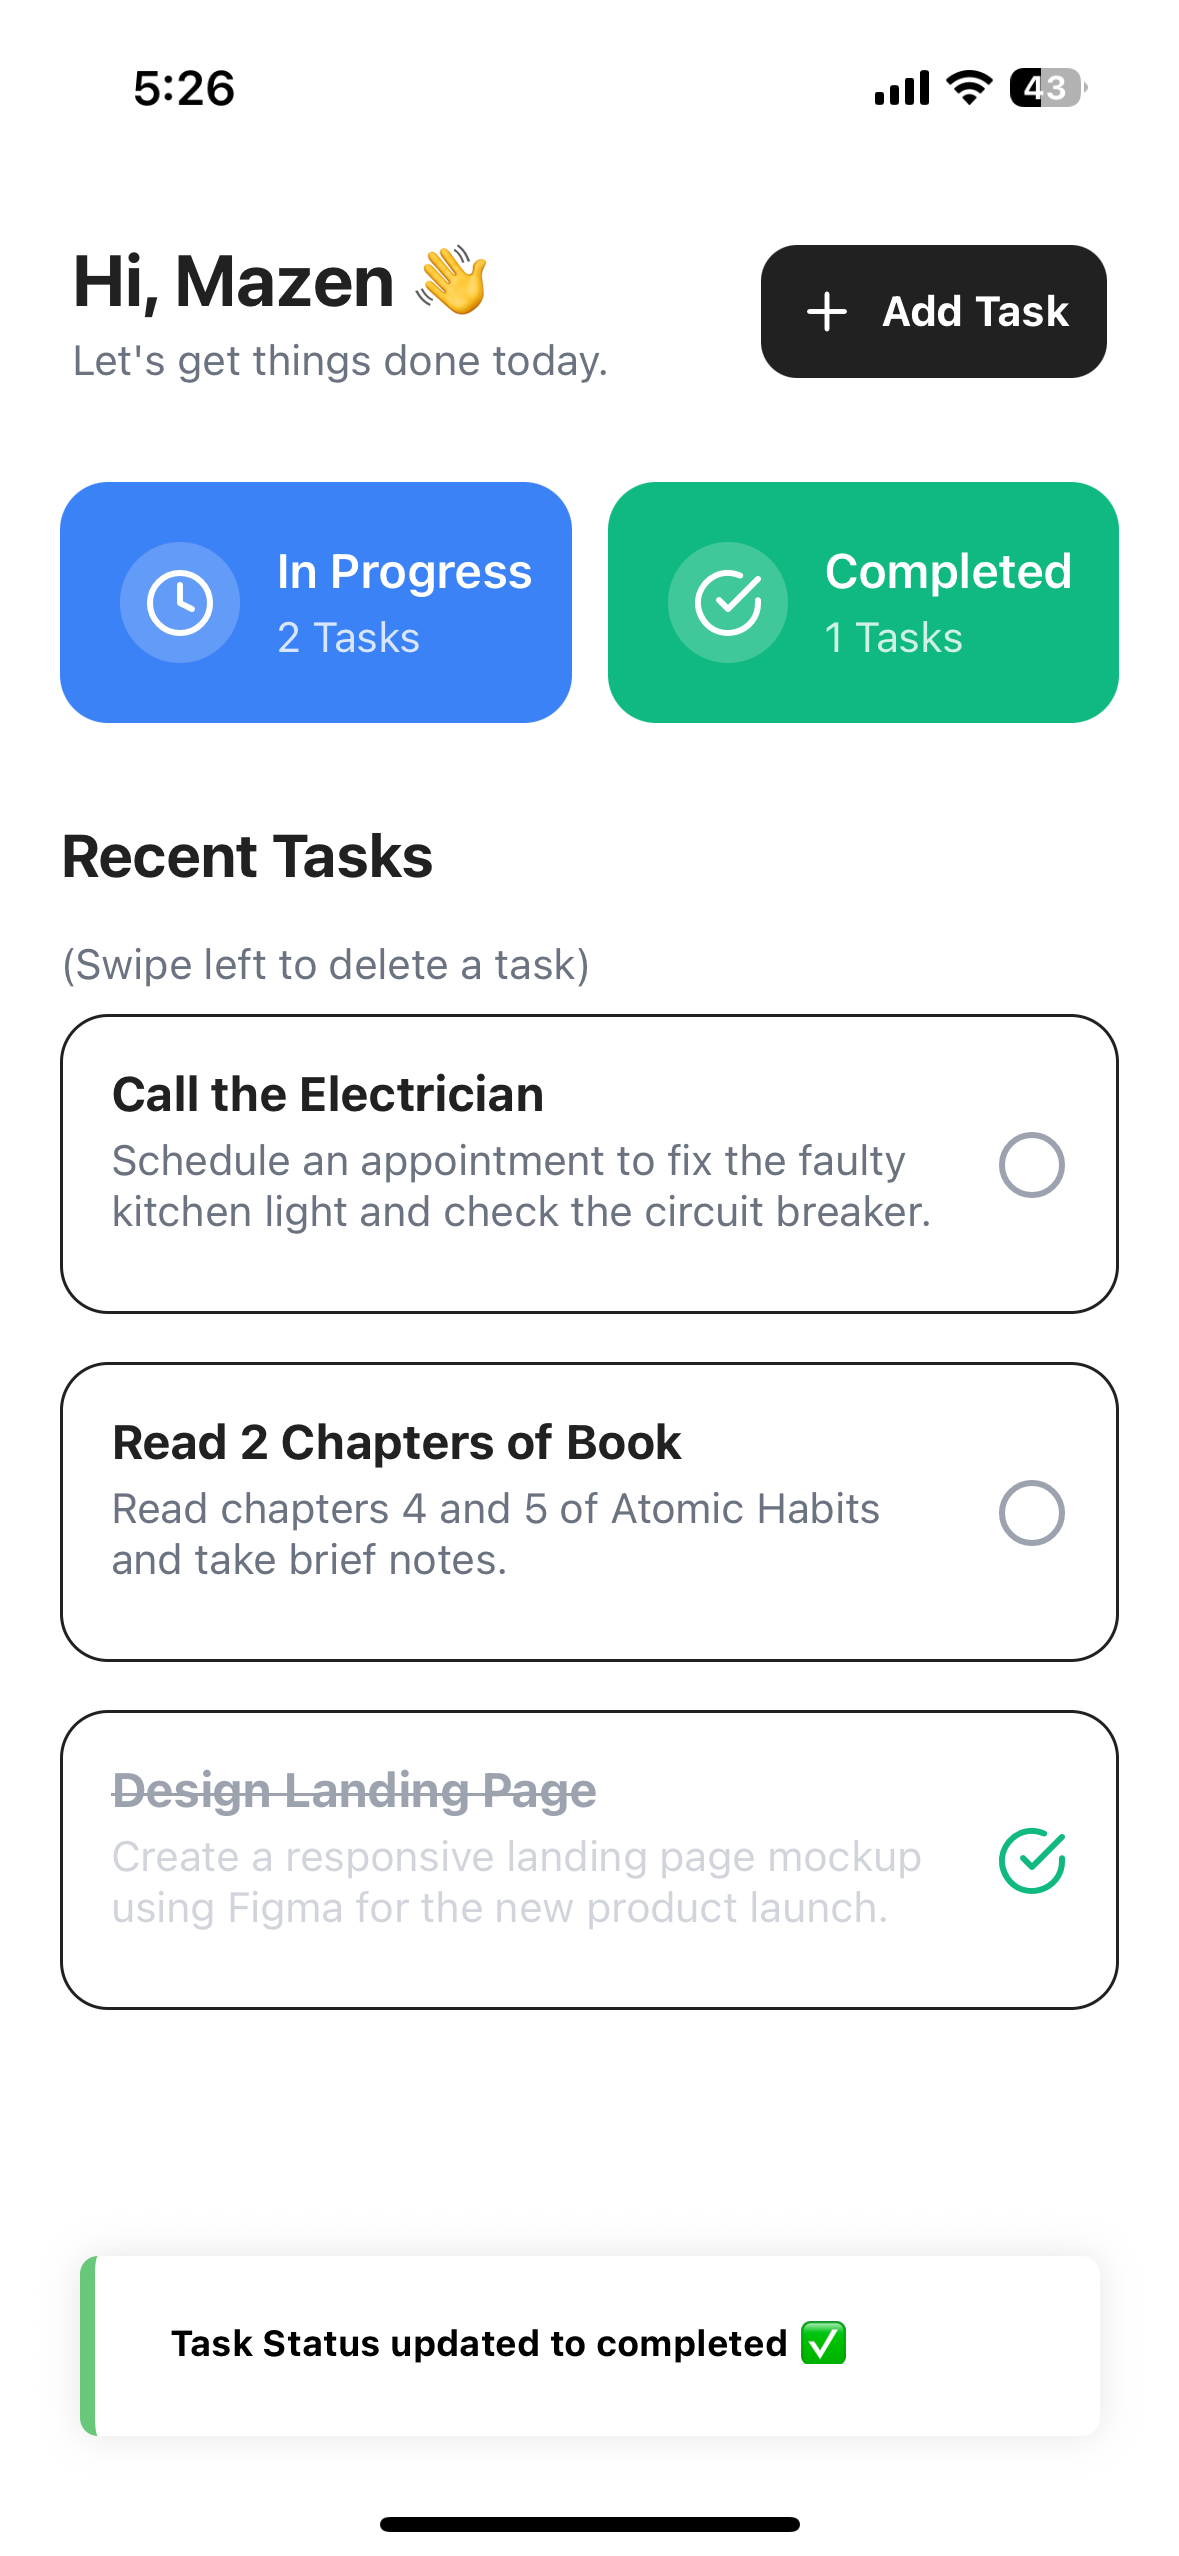 5:26
43
Hi, Mazen 👋
Let's get things done today.
Add Task
In Progress
2 Tasks
Completed
1 Tasks
Recent Tasks
(Swipe left to delete a task)
Call the Electrician
Schedule an appointment to fix the faulty
kitchen light and check the circuit breaker.
Read 2 Chapters of Book
Read chapters 4 and 5 of Atomic Habits
and take brief notes.
Design Landing Page
Create a responsive landing page mockup
using Figma for the new product launch.
Task Status updated to completed ✅